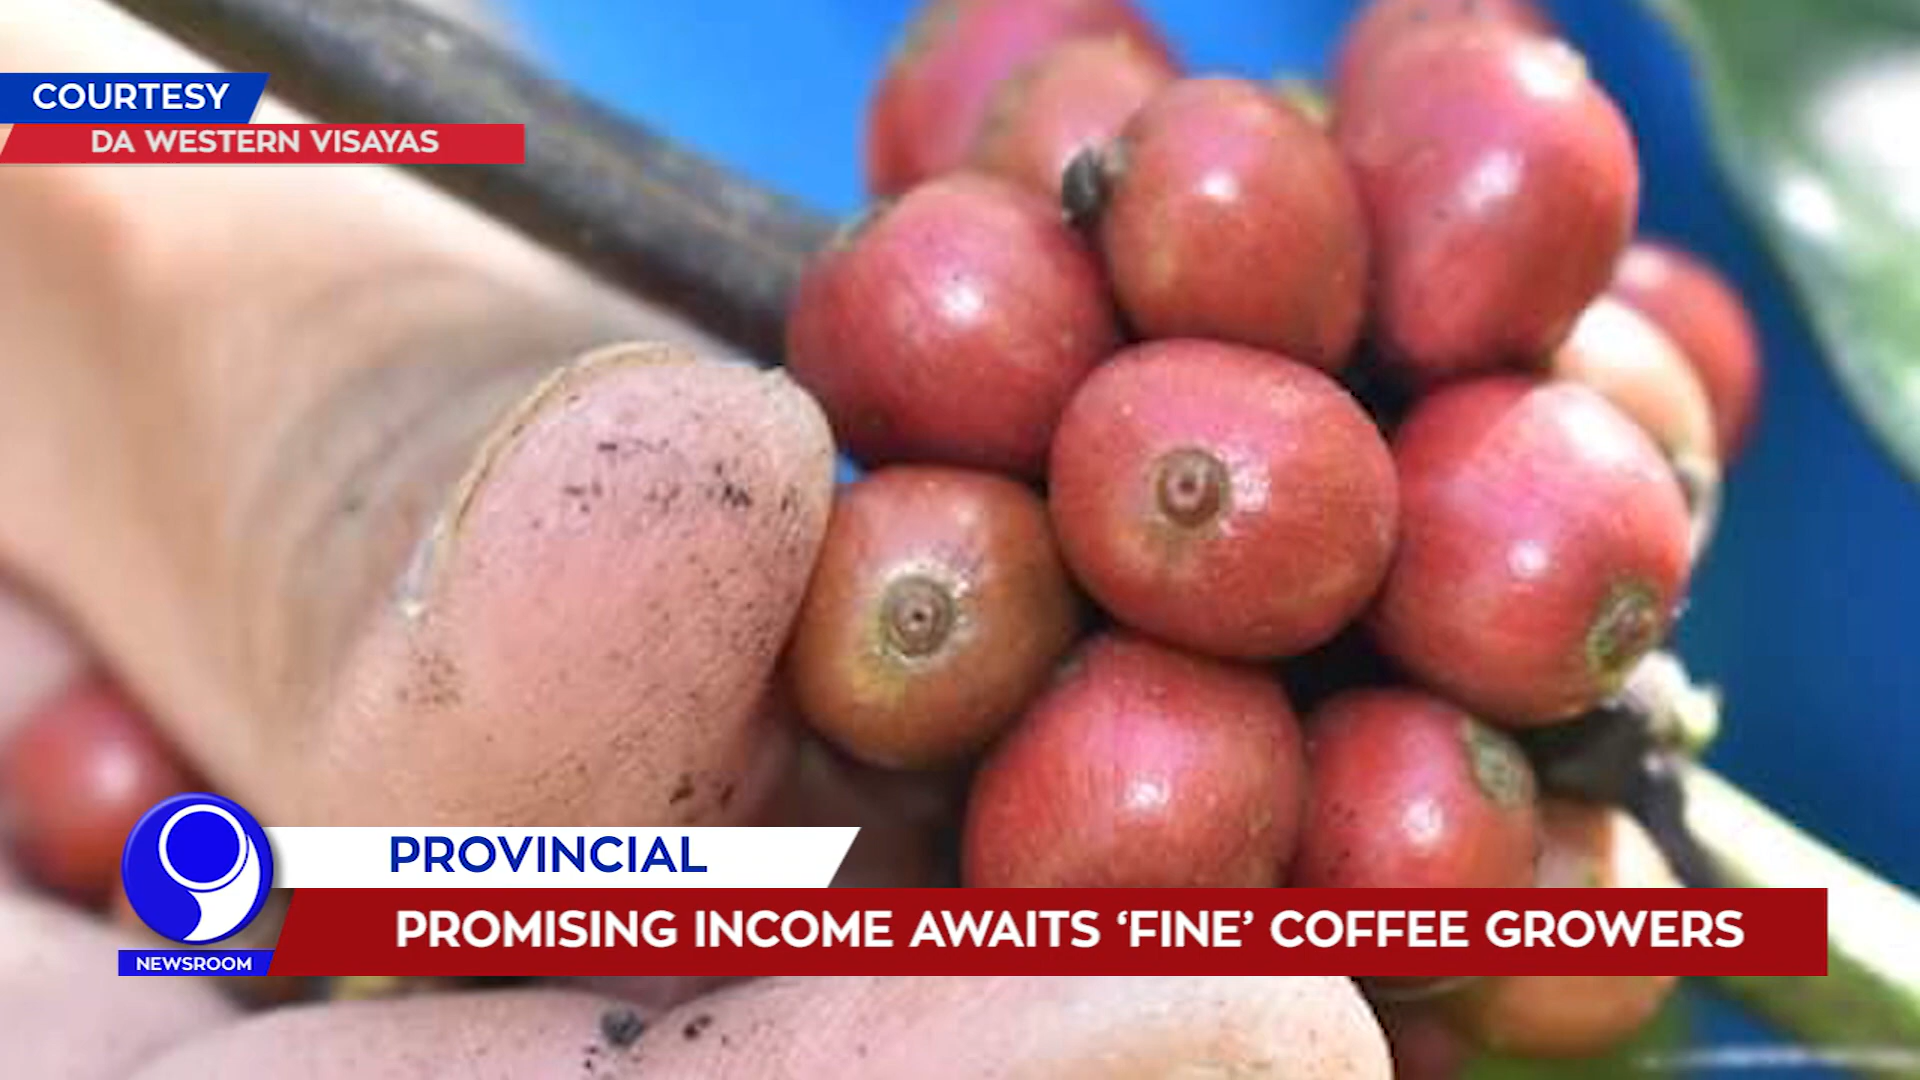 COURTESY
DA WESTERN VISAYAS
PROVINCIAL
PROMISING INCOME AWAITS ‘FINE’ COFFEE GROWERS
NEWSROOM